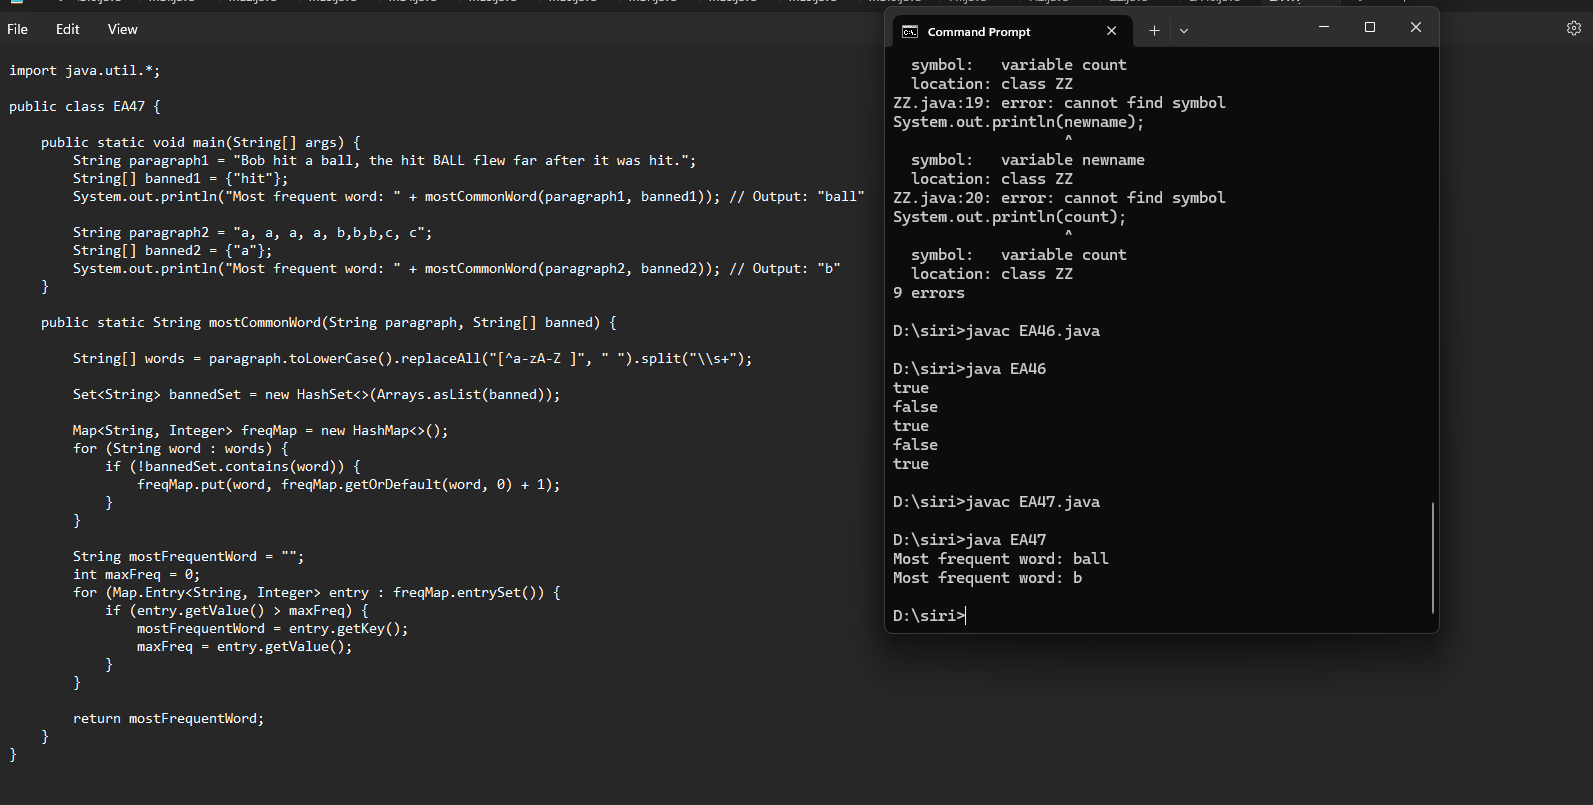 File Edit View
import java.util.*;
public class EA47 {
public static void main(String[] args) {
String paragraph1 = "Bob hit a ball, the hit BALL flew far after it was hit.";
String[] banned1 = {"hit"};
System.out.println("Most frequent word: " + mostCommonWord(paragraph1, banned1)); // Output: "ball"
String paragraph2 = "a, a, a, a, b,b,b,c, c";
String[] banned2 = {"a"};
System.out.println("Most frequent word: " + mostCommonWord(paragraph2, banned2)); // Output: "b"
}
public static String mostCommonWord(String paragraph, String[] banned) {
String[] words = paragraph.toLowerCase().replaceAll("[^a-zA-Z ]", " ").split("\\s+");
Set<String> bannedSet = new HashSet<>(Arrays.asList(banned));
Map<String, Integer> freqMap = new HashMap<>();
for (String word : words) {
if (!bannedSet.contains(word)) {
freqMap.put(word, freqMap.getOrDefault(word, 0) + 1);
}
}
String mostFrequentWord = "";
int maxFreq = 0;
for (Map.Entry<String, Integer> entry : freqMap.entrySet()) {
if (entry.getValue() > maxFreq) {
mostFrequentWord = entry.getKey();
maxFreq = entry.getValue();
}
}
return mostFrequentWord;
}
}
Command Prompt
symbol: variable count
location: class ZZ
ZZ.java:19: error: cannot find symbol
System.out.println(newname);
^
symbol: variable newname
location: class ZZ
ZZ.java:20: error: cannot find symbol
System.out.println(count);
^
symbol: variable count
location: class ZZ
9 errors
D:\siri>javac EA46.java
D:\siri>java EA46
true
false
true
false
true
D:\siri>javac EA47.java
D:\siri>java EA47
Most frequent word: ball
Most frequent word: b
D:\siri>